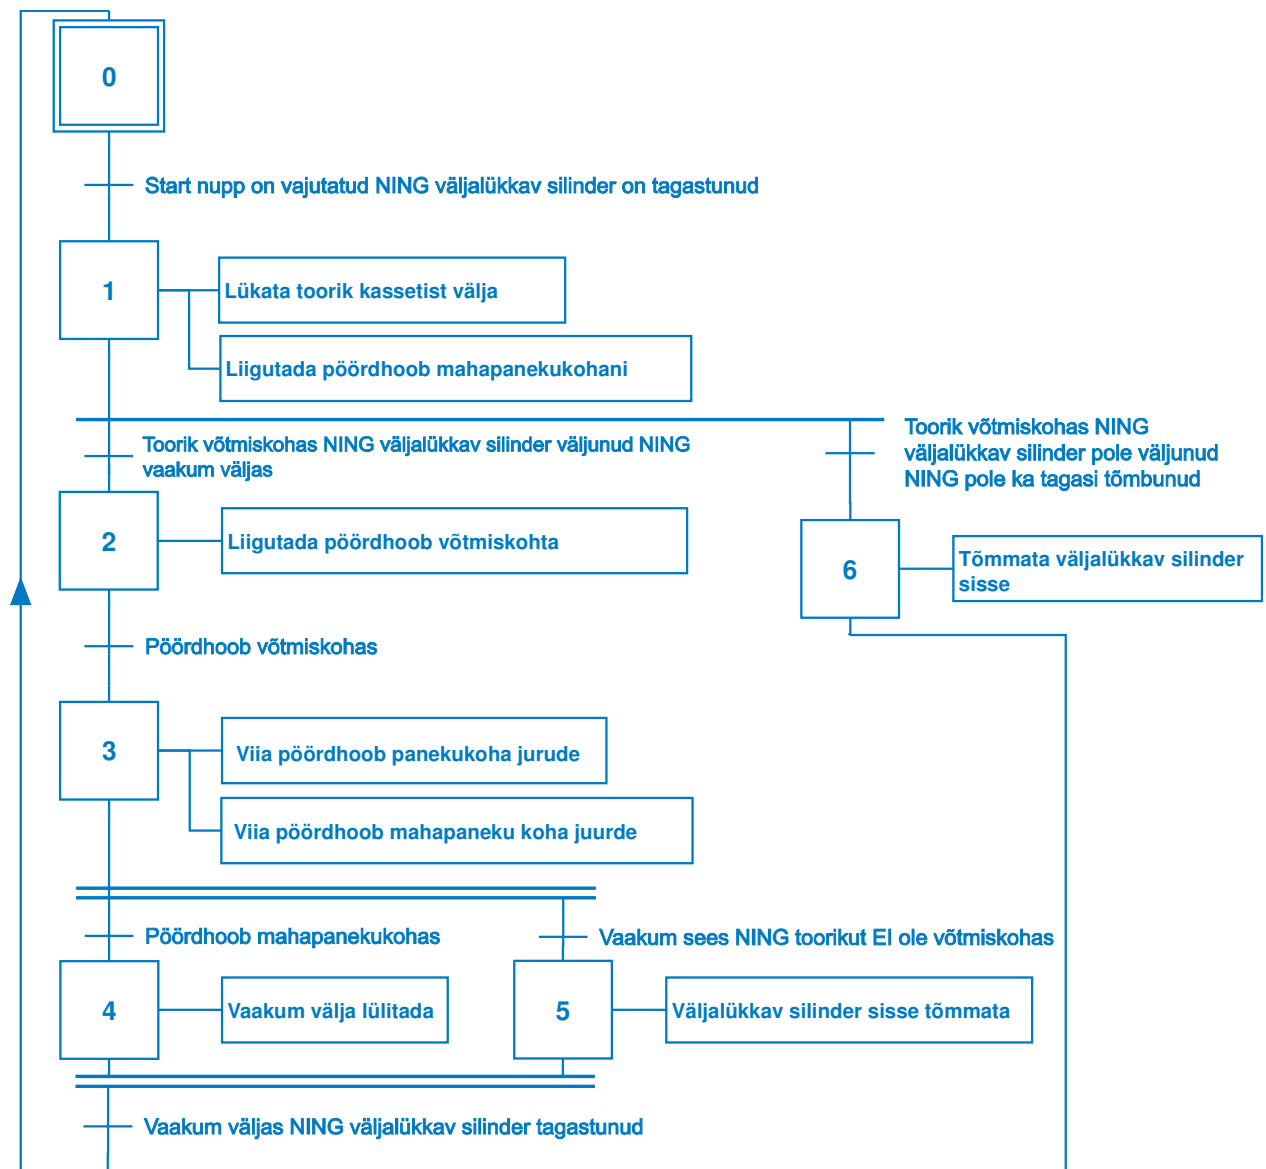 0
Start nupp on vajutatud NING väljalükkav silinder on tagastunud
1
Lükata toorik kassetist välja
Liigutada pöördhoob mahapanekukohani
Toorik võtmiskohas NING väljalükkav silinder väljunud NING
vaakum väljas
Toorik võtmiskohas NING
väljalükkav silinder pole väljunud
NING pole ka tagasi tõmbunud
2
Liigutada pöördhoob võtmiskohta
6
Tõmmata väljalükkav silinder
sisse
Pöördhoob võtmiskohas
3
Viia pöördhoob panekukoha jurude
Viia pöördhoob mahapaneku koha juurde
Pöördhoob mahapanekukohas
Vaakum sees NING toorikut EI ole võtmiskohas
4
Vaakum välja lülitada
5
Väljalükkav silinder sisse tõmmata
Vaakum väljas NING väljalükkav silinder tagastunud